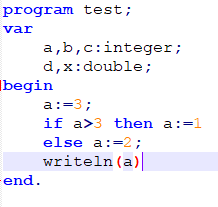 program test;
var
a,b,c:integer;
d,x:double;
begin
a:=3;
if a>3 then a:=1
else a:=2;
writeln(a)
end.